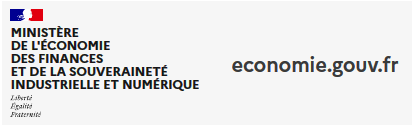 MINISTÈRE
DE L'ÉCONOMIE
DES FINANCES
ET DE LA SOUVERAINETÉ
INDUSTRIELLE ET NUMÉRIQUE
Liberté
Égalité
Fraternité
economie.gouv.fr